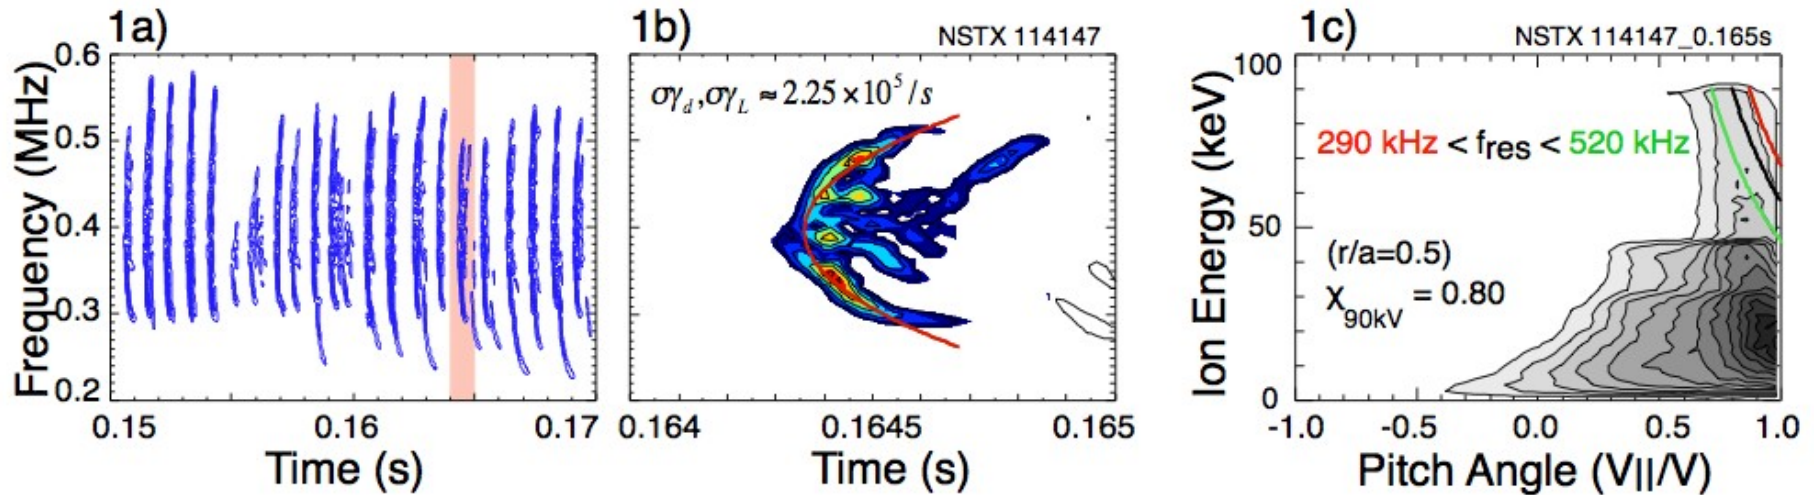 1a)
Frequency (MHz)
0.6
0.5
0.4
0.3
0.2
0.15
0.16
0.17
Time (s)
1b)
NSTX 114147
σγd,σγL ≈ 2.25 × 10⁵ / s
1
0.164
0.1645
0.165
Time (s)
1c)
NSTX 114147_0.165s
Ion Energy (keV)
100
50
0
290 kHz < fres < 520 kHz
(r/a=0.5)
χ90kV = 0.80
-1.0
-0.5
0.0
0.5
1.0
Pitch Angle (V||/V)